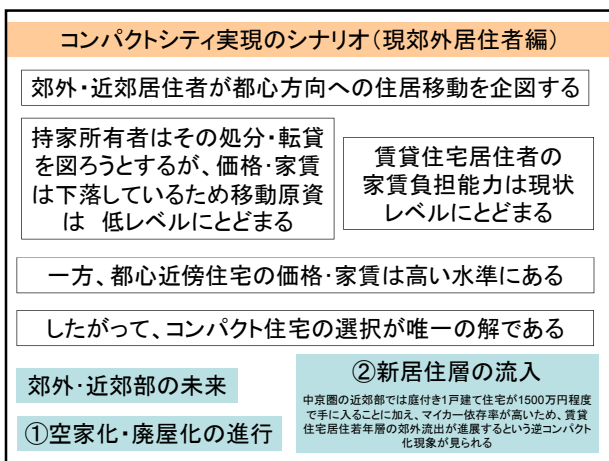 コンパクトシティ実現のシナリオ(現郊外居住者編)
郊外・近郊居住者が都心方向への住居移動を企図する
持家所有者はその処分・転貸
を図ろうとするが、価格・家賃
は下落しているため移動原資
は 低レベルにとどまる
賃貸住宅居住者の
家賃負担能力は現状
レベルにとどまる
一方、都心近傍住宅の価格・家賃は高い水準にある
したがって、コンパクト住宅の選択が唯一の解である
郊外・近郊部の未来
①空家化・廃屋化の進行
②新居住層の流入
中京圏の近郊部では庭付き1戸建て住宅が1500万円程度
で手に入ることに加え、マイカー依存率が高いため、賃貸
住宅居住若年層の郊外流出が進展するという逆コンパクト
化現象が見られる